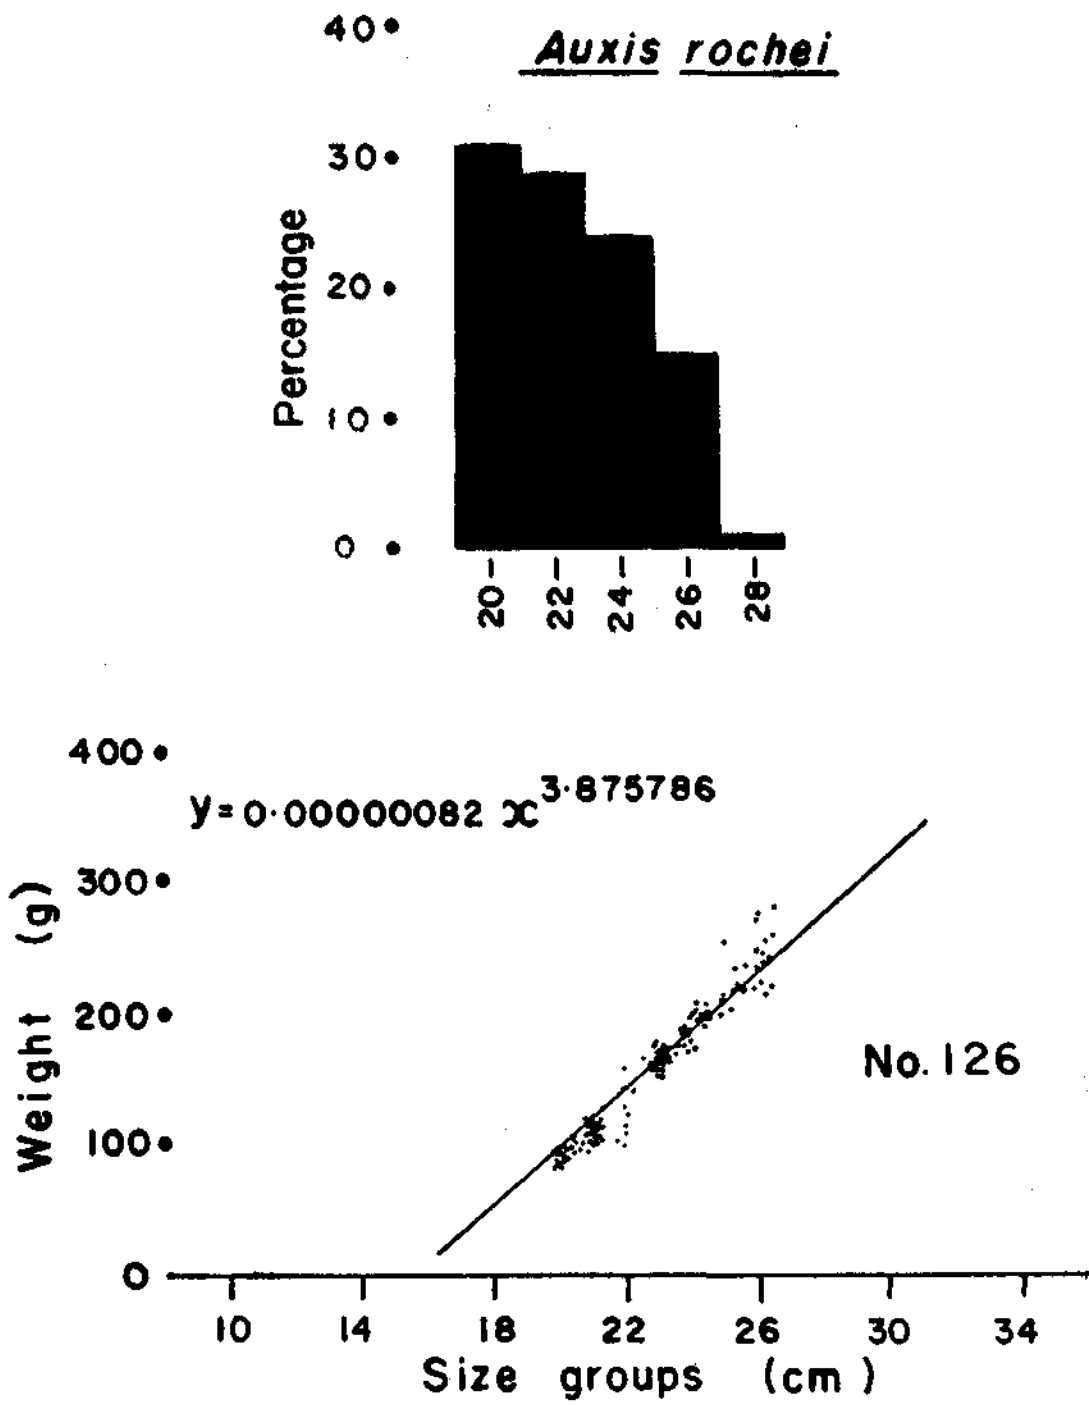 Auxis rochei
40
30
20
10
0
Percentage
20-
22-
24-
26-
28-
400
300
200
100
0
Weight (g)
y=0·00000082 x^3·875786
No. 126
10 14 18 22 26 30 34
Size groups (cm)